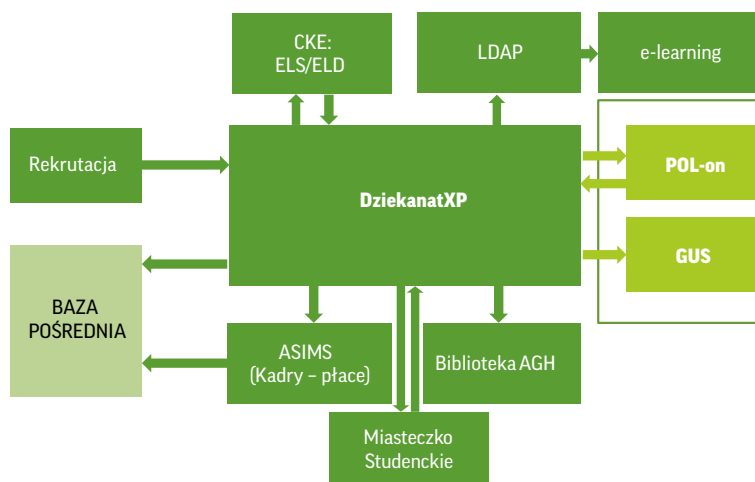 CKE:
ELS/ELD
LDAP
e-learning
Rekrutacja
DziekanatXP
POL-on
GUS
BAZA
POŚREDNIA
ASIMS
(Kadry – płace)
Biblioteka AGH
Miasteczko
Studenckie